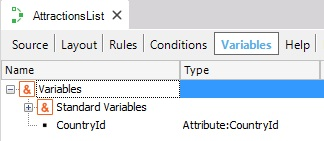 AttractionsList ×
Source Layout Rules Conditions Variables Help
Name Type
& Variables
& Standard Variables
• CountryId Attribute:CountryId